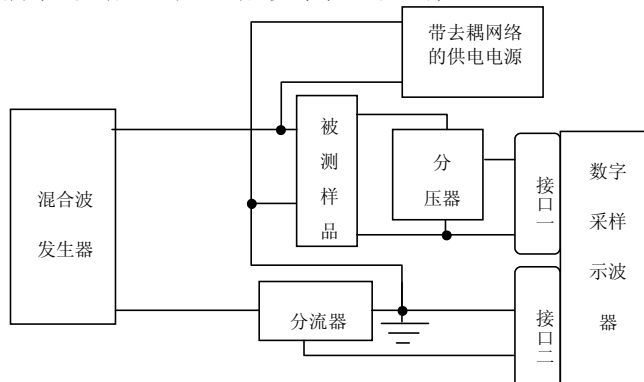 带去耦网络
的供电电源
混合波
发生器
被测样品
分压器
接口一
数字采样示波器
分流器
接口二